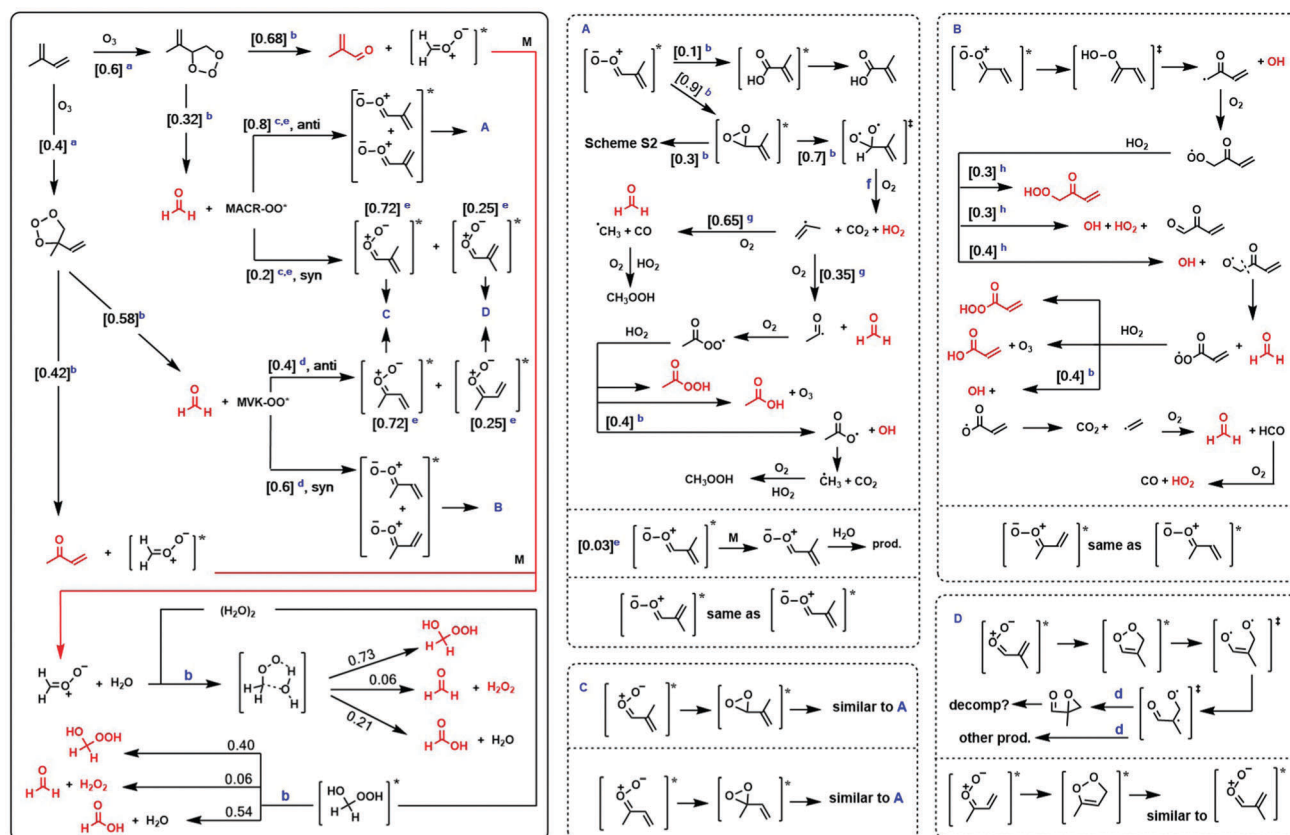 O₃
[0.6] a
[0.68] b
+
*
M
O₃
[0.4] a
[0.32] b
[0.8] c,e, anti
A
+ MACR-OO*
[0.72] e
[0.25] e
[0.2] c,e, syn
C
D
[0.58] b
[0.42] b
[0.4] d, anti
+ MVK-OO*
[0.72] e
[0.25] e
[0.6] d, syn
B
M
(H₂O)₂
+ H₂O
b
0.73
HO OOH
0.06
+ H₂O₂
0.21
+ H₂O
0.40
HO OOH
+ H₂O₂
0.06
b
HO OOH
+ H₂O
0.54
A
[0.1] b
[0.9] b
Scheme S2
[0.3] b
[0.7] b
f O₂
•CH₃ + CO
[0.65] g
O₂
+ CO₂ + HO₂
O₂ HO₂
O₂ [0.35] g
CH₃OOH
HO₂
OO•
O₂
+
OOH
OH + O₃
[0.4] b
O• + OH
CH₃OOH
O₂
HO₂
•CH₃ + CO₂
[0.03] e
M
H₂O
prod.
same as
C
similar to A
similar to A
B
+ OH
O₂
HO₂
[0.3] h
HOO
[0.3] h
OH + HO₂ +
[0.4] h
OH +
HOO
HO₂
HO + O₃
OH +
[0.4] b
CO₂ +
O₂
+ HCO
CO + HO₂
O₂
same as
D
decomp?
d
other prod.
d
similar to